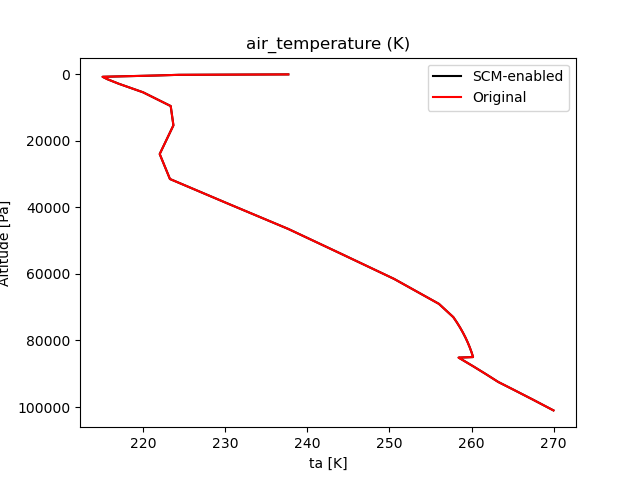 air_temperature (K)
SCM-enabled
Original
0
20000
40000
60000
80000
100000
Altitude [Pa]
220 230 240 250 260 270
ta [K]